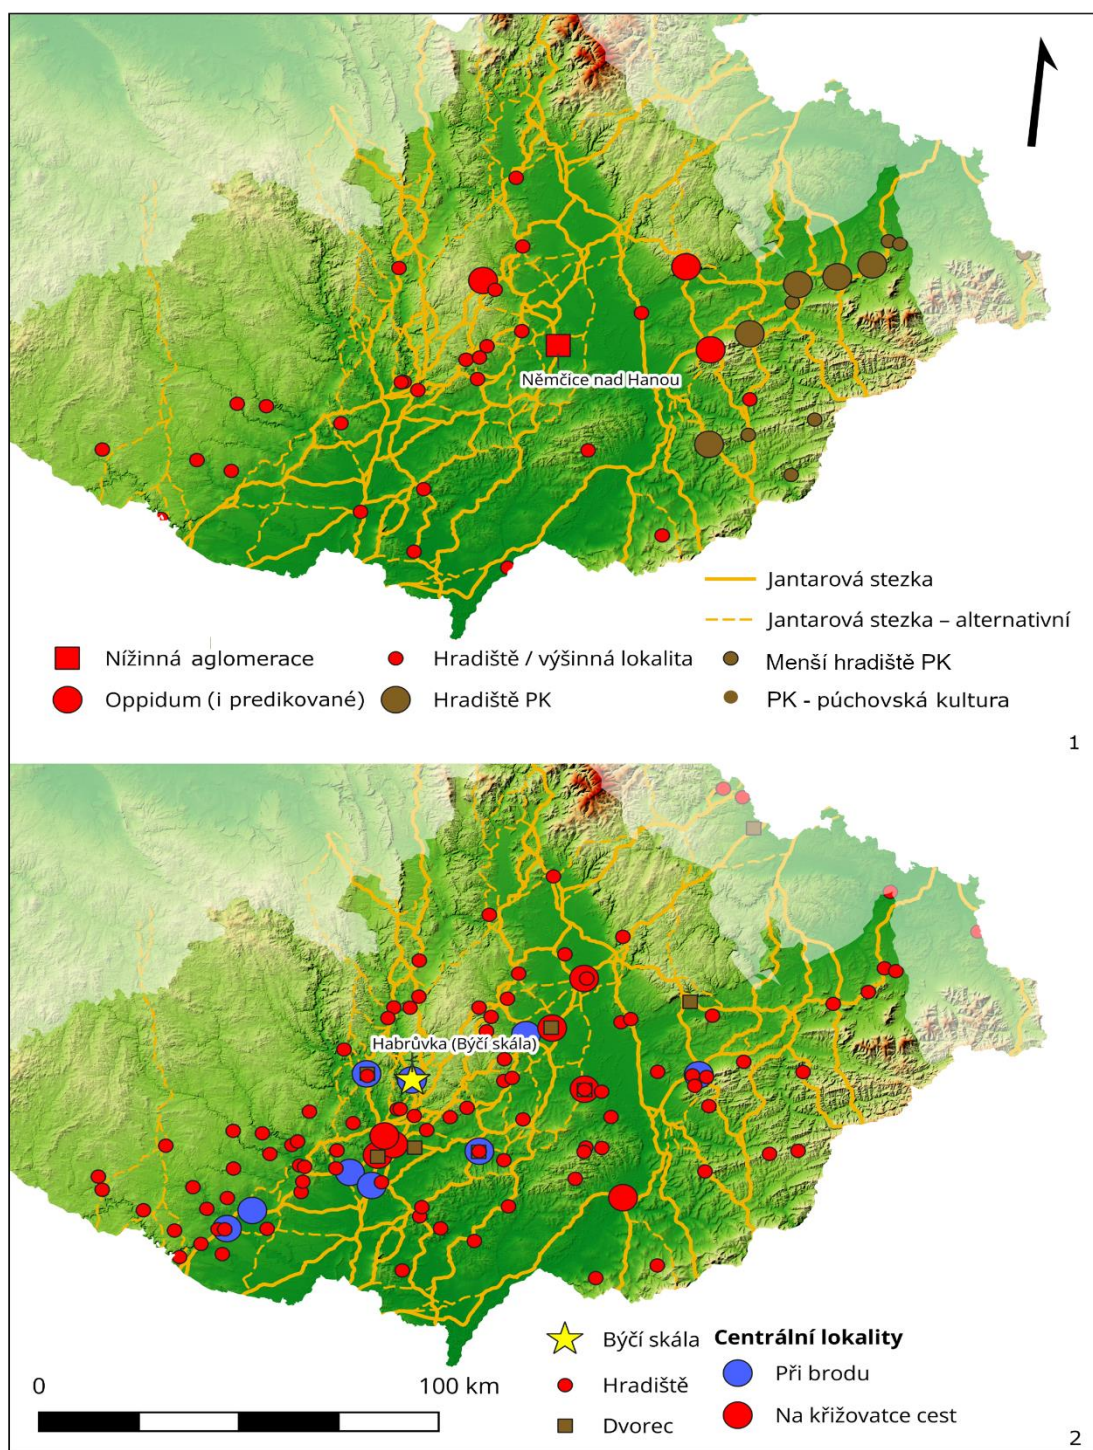 Němčice nad Hanou
Jantarová stezka
Jantarová stezka – alternativní
Nížinná aglomerace
Hradiště / výšinná lokalita
Menší hradiště PK
Oppidum (i predikované)
Hradiště PK
PK - púchovská kultura
1
Habrůvka (Býčí skála)
Býčí skála
Centrální lokality
Při brodu
0
100 km
Hradiště
Dvorec
Na křižovatce cest
2